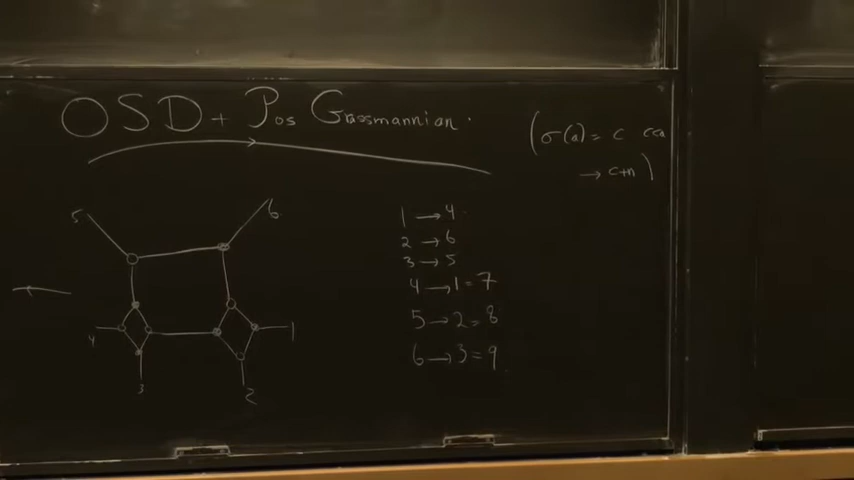 OSD + Pos Grassmannian.
(σ(a) = c c<a
→ c+n)
5 6
4 1
3 2
1 → 4
2 → 6
3 → 5
4 → 1 = 7
5 → 2 = 8
6 → 3 = 9